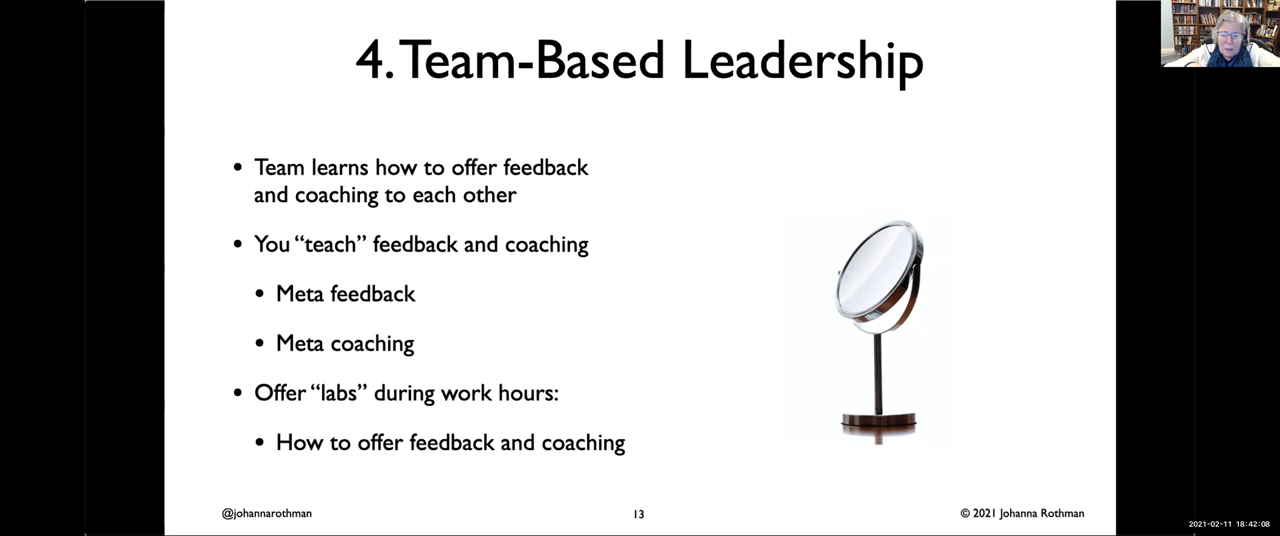 4. Team-Based Leadership
• Team learns how to offer feedback
and coaching to each other
• You “teach” feedback and coaching
• Meta feedback
• Meta coaching
• Offer “labs” during work hours:
• How to offer feedback and coaching
@johannarothman
13
© 2021 Johanna Rothman
2021-02-11 18:42:08